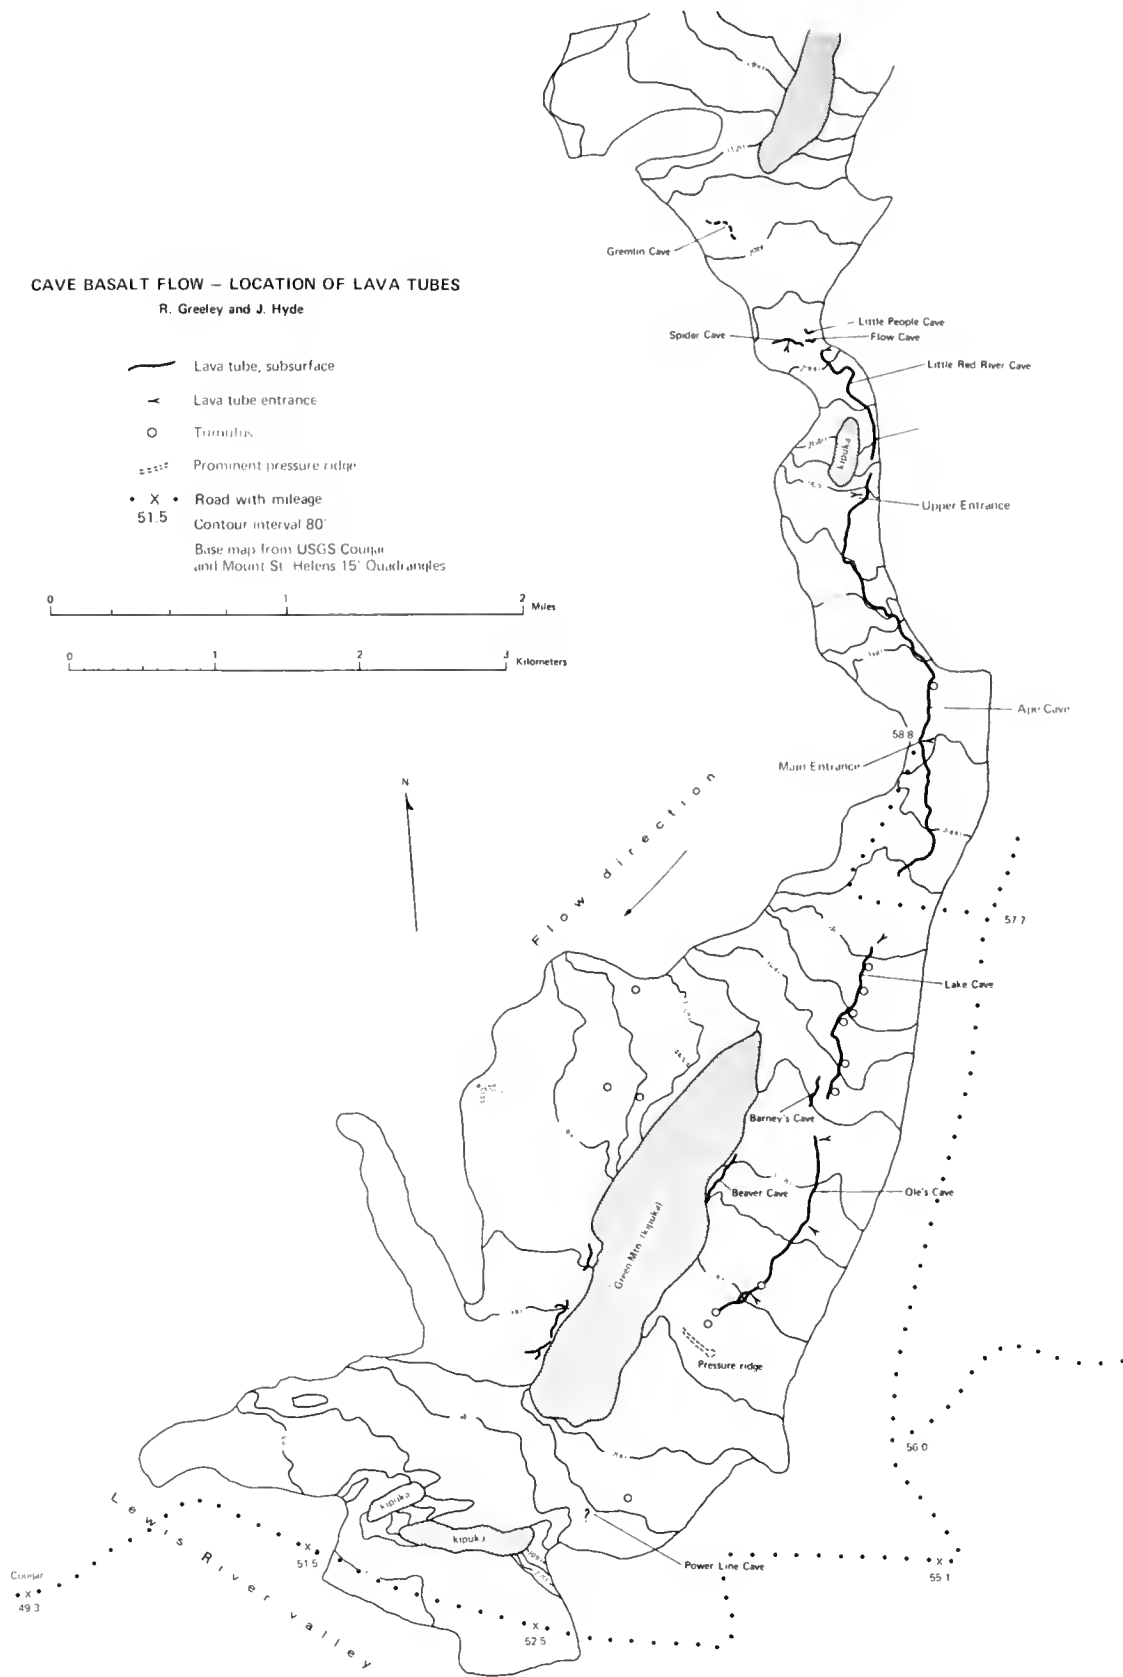 Gremlin Cave
CAVE BASALT FLOW – LOCATION OF LAVA TUBES
R. Greeley and J. Hyde
Lava tube, subsurface
Lava tube entrance
Tumulus
Prominent pressure ridge
X
51.5
Road with mileage
Contour interval 80'
Base map from USGS Cougar
and Mount St. Helens 15' Quadrangles
0 1 2 Miles
0 1 2 3 Kilometers
Little People Cave
Spider Cave
Flow Cave
Little Red River Cave
kipuka
Upper Entrance
Ape Cave
58.8
Main Entrance
N
Flow direction
57.7
Lake Cave
Barney's Cave
Beaver Cave
Ole's Cave
Green Mtn (kipuka)
Pressure ridge
56.0
kipuka
kipuka
?
Power Line Cave
Lewis River valley
X
51.5
X
55.1
Cougar
X
49.3
X
52.5